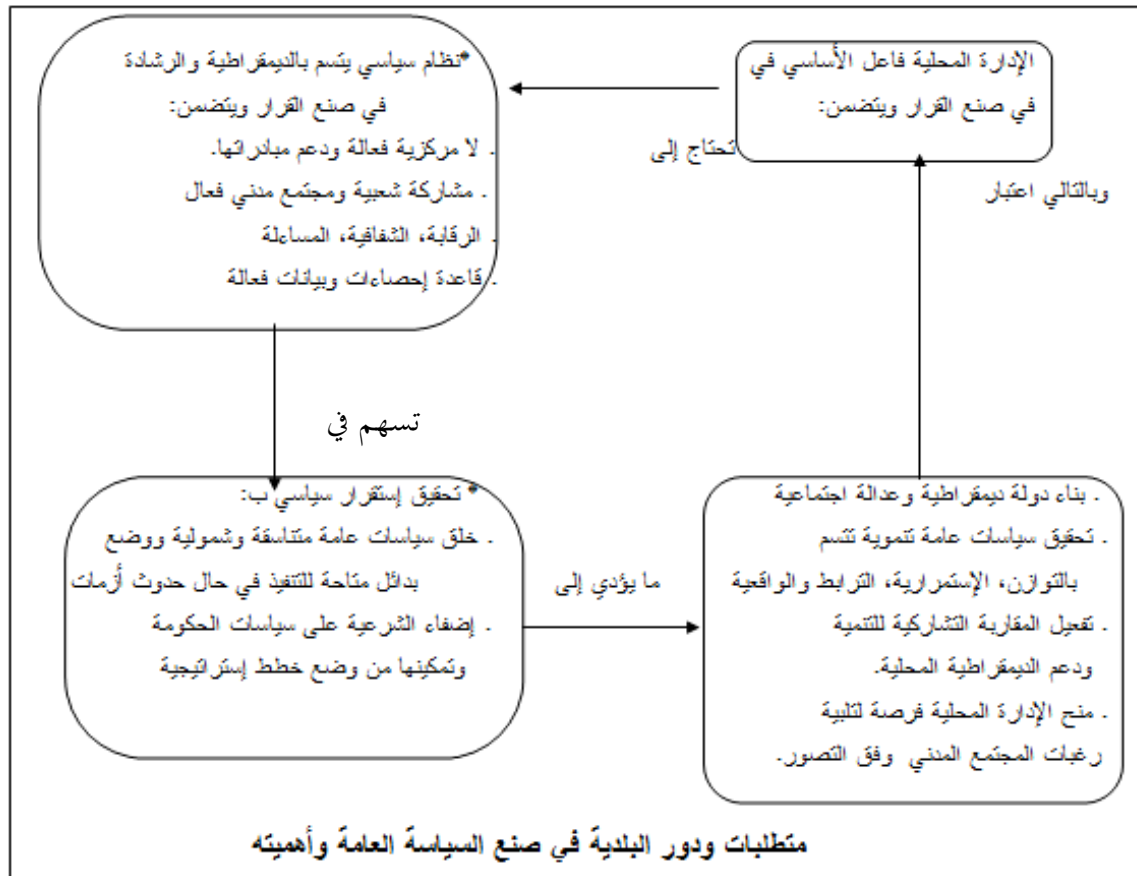 الإدارة المحلية فاعل الأساسي في
في صنع القرار ويتضمن:
تحتاج إلى
*نظام سياسي يتسم بالديمقراطية والرشادة
في صنع القرار ويتضمن:
. لا مركزية فعالة ودعم مبادراتها.
. مشاركة شعبية ومجتمع مدني فعال
. الرقابة، الشفافية، المساءلة
. قاعدة إحصاءات وبيانات فعالة
تسهم في
* تحقيق إستقرار سياسي ب:
. خلق سياسات عامة متناسقة وشمولية ووضع
بدائل متاحة للتنفيذ في حال حدوث أزمات
. إضفاء الشرعية على سياسات الحكومة
وتمكينها من وضع خطط إستراتيجية
ما يؤدي إلى
. بناء دولة ديمقراطية وعدالة اجتماعية
. تحقيق سياسات عامة تتموية تتسم
بالتوازن، الإستمرارية، الترابط والواقعية
. تفعيل المقاربة التشاركية للتنمية
ودعم الديمقراطية المحلية.
. منح الإدارة المحلية فرصة لتلبية
رغبات المجتمع المدني وفق التصور.
وبالتالي اعتبار
متطلبات ودور البلدية في صنع السياسة العامة وأهميته